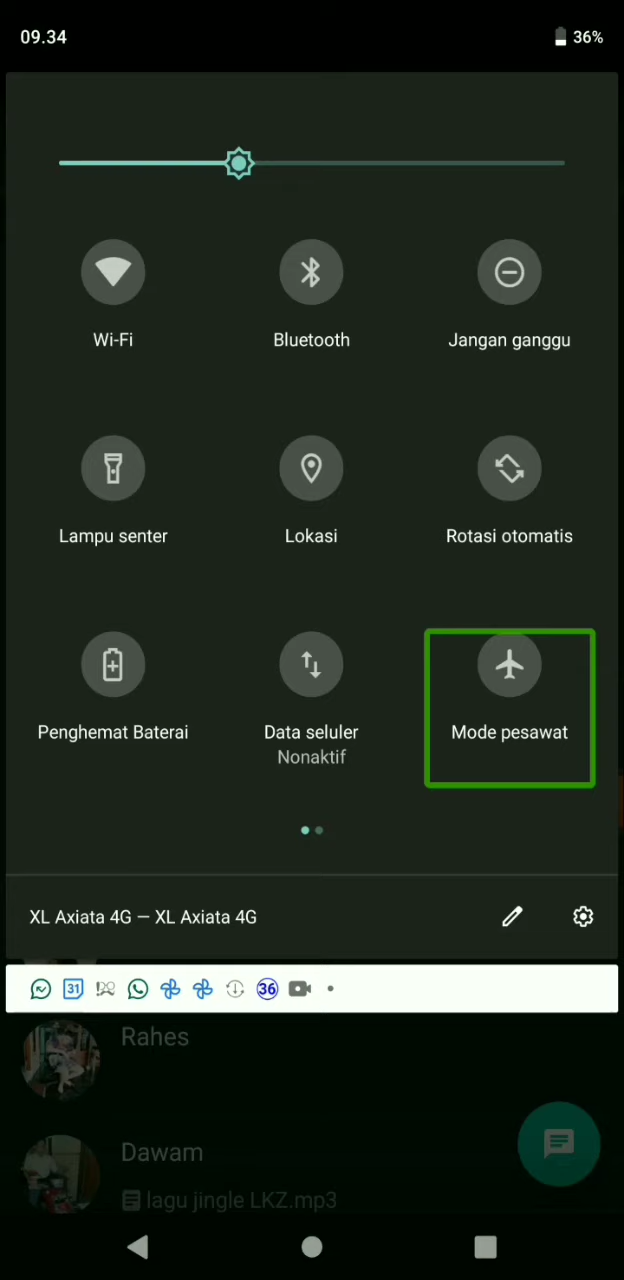 09.34
36%
Wi-Fi
Bluetooth
Jangan ganggu
Lampu senter
Lokasi
Rotasi otomatis
Penghemat Baterai
Data seluler
Nonaktif
Mode pesawat
XL Axiata 4G — XL Axiata 4G
31
36
Rahes
Dawam
lagu jingle LKZ.mp3